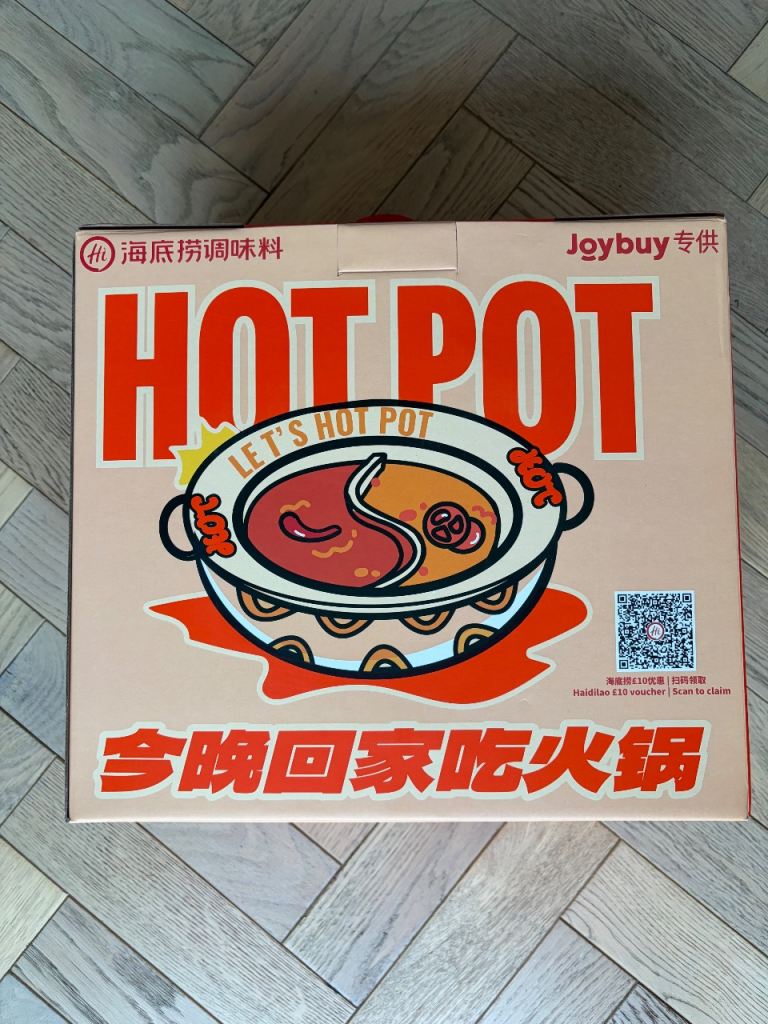 Hi 海底捞调味料
Joybuy专供
HOT POT
LET'S HOT POT
HOT
HOT
Hi
海底捞£10优惠 | 扫码领取
Haidilao £10 voucher | Scan to claim
今晚回家吃火锅